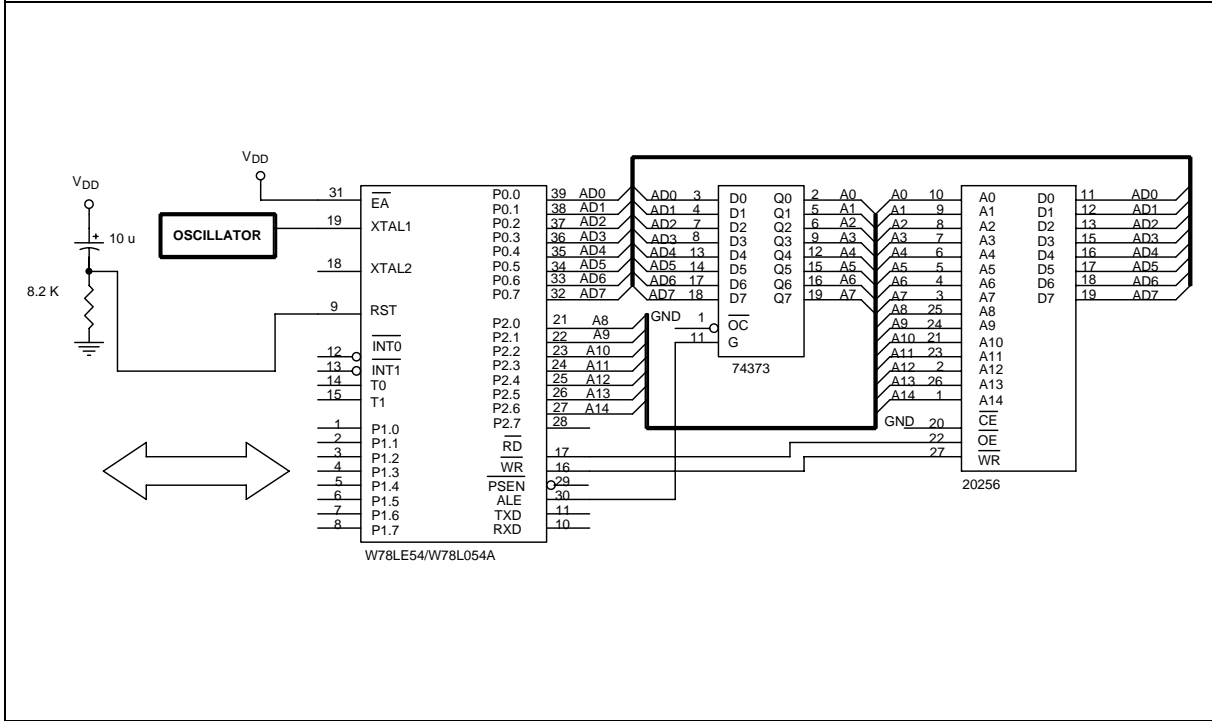 VDD
VDD
10 u
8.2 K
OSCILLATOR
31 EA
19 XTAL1
18 XTAL2
9 RST
12 INT0
13 INT1
14 T0
15 T1
1 P1.0
2 P1.1
3 P1.2
4 P1.3
5 P1.4
6 P1.5
7 P1.6
8 P1.7
P0.0 39 AD0
P0.1 38 AD1
P0.2 37 AD2
P0.3 36 AD3
P0.4 35 AD4
P0.5 34 AD5
P0.6 33 AD6
P0.7 32 AD7
P2.0 21 A8
P2.1 22 A9
P2.2 23 A10
P2.3 24 A11
P2.4 25 A12
P2.5 26 A13
P2.6 27 A14
P2.7 28
RD 17
WR 16
PSEN 29
ALE 30
TXD 11
RXD 10
W78LE54/W78L054A
AD0 3 D0 Q0 2 A0
AD1 4 D1 Q1 5 A1
AD2 7 D2 Q2 6 A2
AD3 8 D3 Q3 9 A3
AD4 13 D4 Q4 12 A4
AD5 14 D5 Q5 15 A5
AD6 17 D6 Q6 16 A6
AD7 18 D7 Q7 19 A7
GND 1 OC
11 G
74373
A0 10 A0 D0 11 AD0
A1 9 A1 D1 12 AD1
A2 8 A2 D2 13 AD2
A3 7 A3 D3 15 AD3
A4 6 A4 D4 16 AD4
A5 5 A5 D5 17 AD5
A6 4 A6 D6 18 AD6
A7 3 A7 D7 19 AD7
A8 25 A8
A9 24 A9
A10 21 A10
A11 23 A11
A12 2 A12
A13 26 A13
A14 1 A14
GND 20 CE
22 OE
27 WR
20256